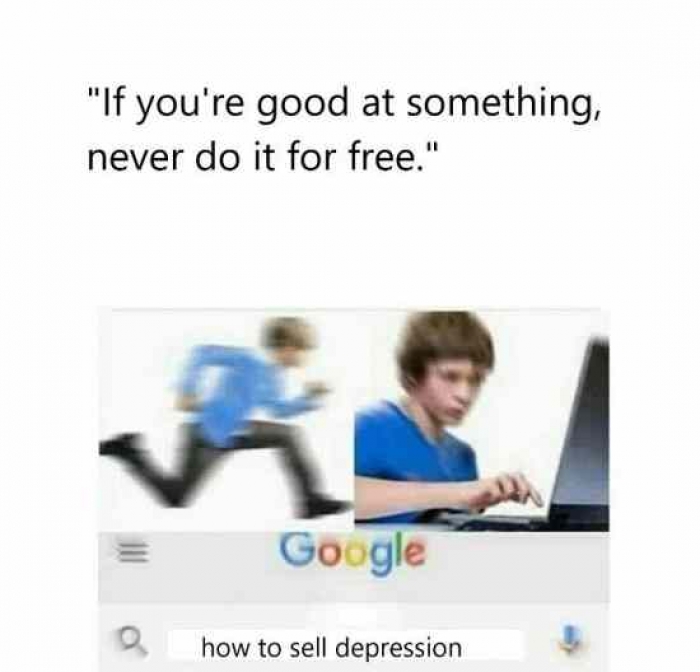 "If you're good at something,
never do it for free."
Google
how to sell depression